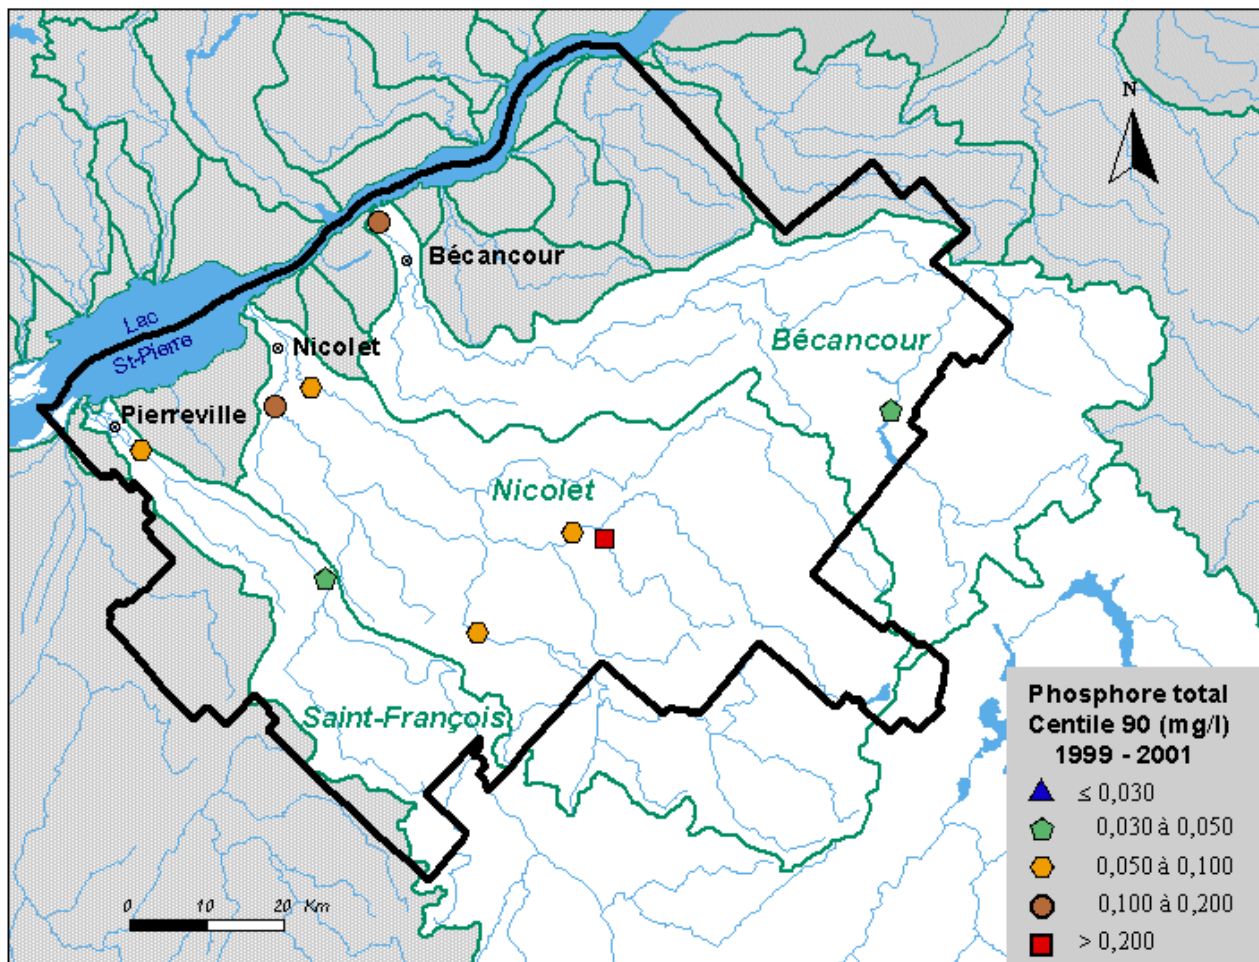 N
Bécancour
Lac
St-Pierre
Bécancour
Nicolet
Pierreville
Nicolet
Saint-François
Phosphore total
Centile 90 (mg/l)
1999 - 2001
≤ 0,030
0,030 à 0,050
0,050 à 0,100
0,100 à 0,200
> 0,200
0 10 20 Km